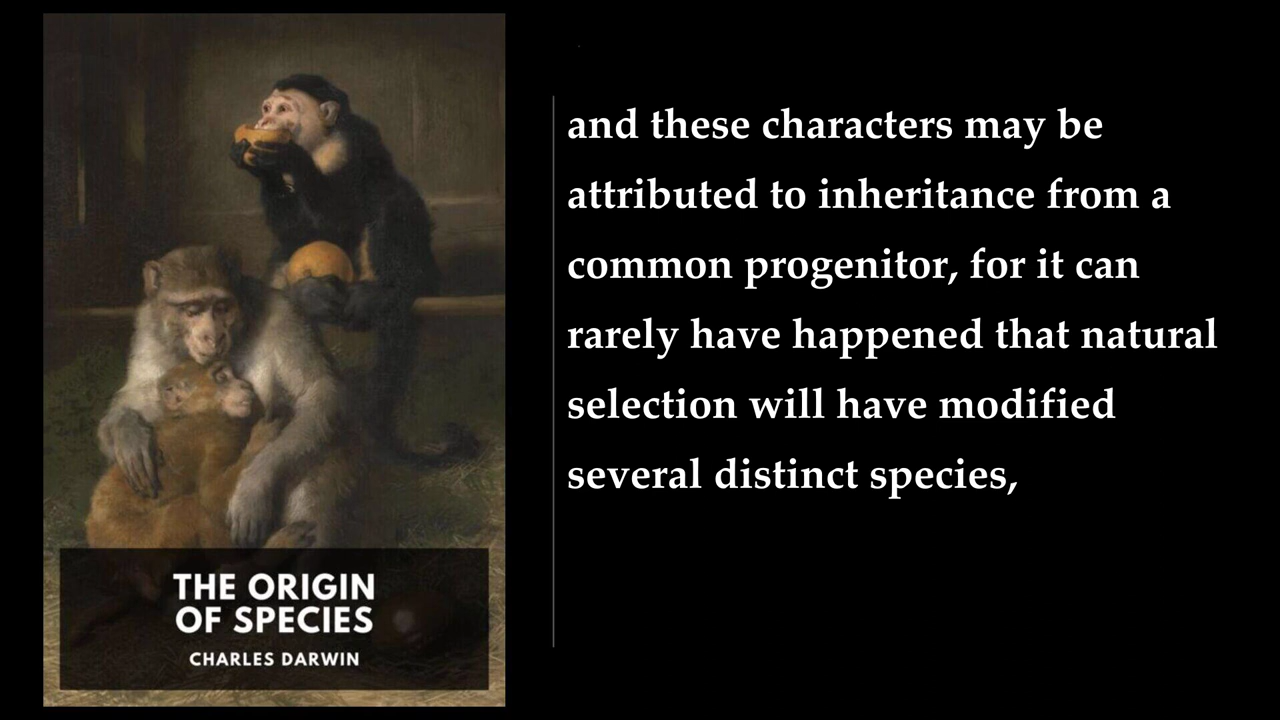 THE ORIGIN
OF SPECIES
CHARLES DARWIN
and these characters may be
attributed to inheritance from a
common progenitor, for it can
rarely have happened that natural
selection will have modified
several distinct species,